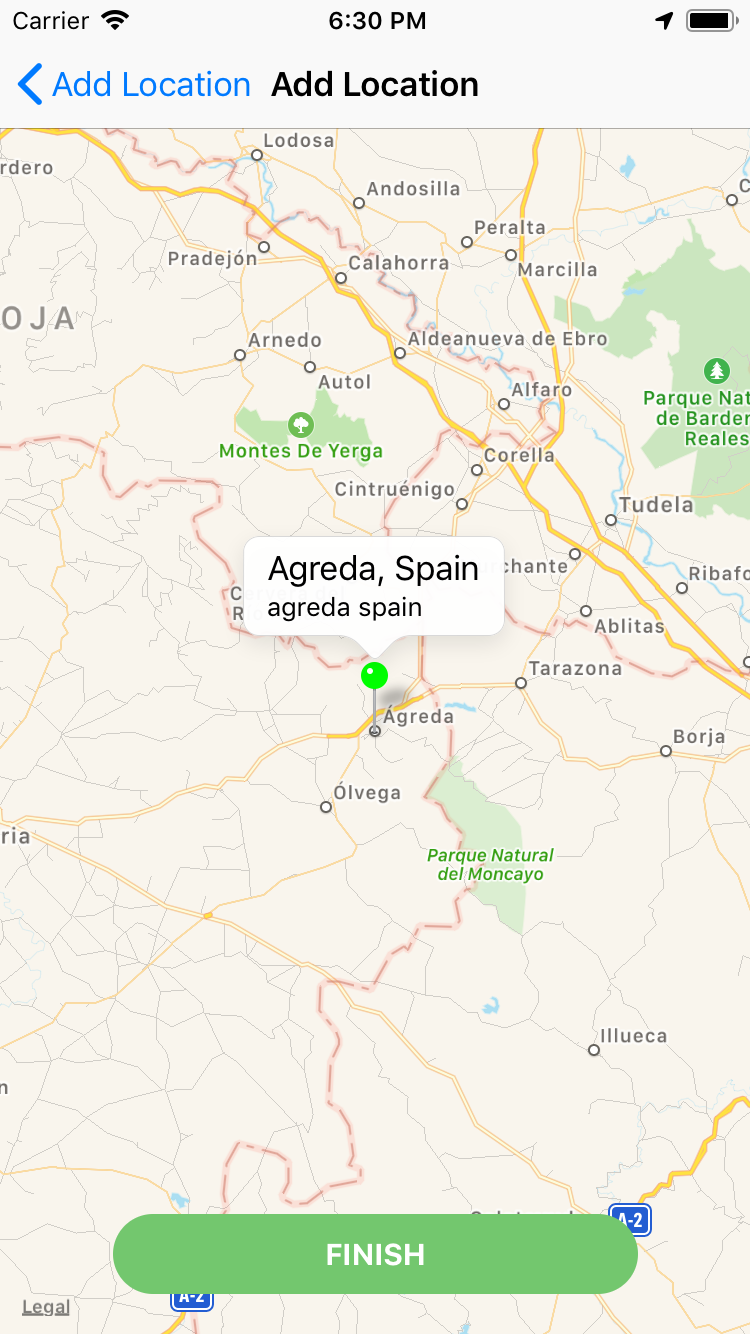 Carrier
6:30 PM
Add Location
Add Location
Lodosa
rdero
Andosilla
Peralta
Pradejón
Calahorra
Marcilla
OJA
Arnedo
Aldeanueva de Ebro
Autol
Alfaro
Parque Nat
de Barder
Reales
Montes De Yerga
Corella
Cintruénigo
Tudela
rchante
Ribafo
Agreda, Spain
agreda spain
Ablitas
Tarazona
Ágreda
Borja
Ólvega
ria
Parque Natural
del Moncayo
Illueca
n
A-2
FINISH
A-2
Legal